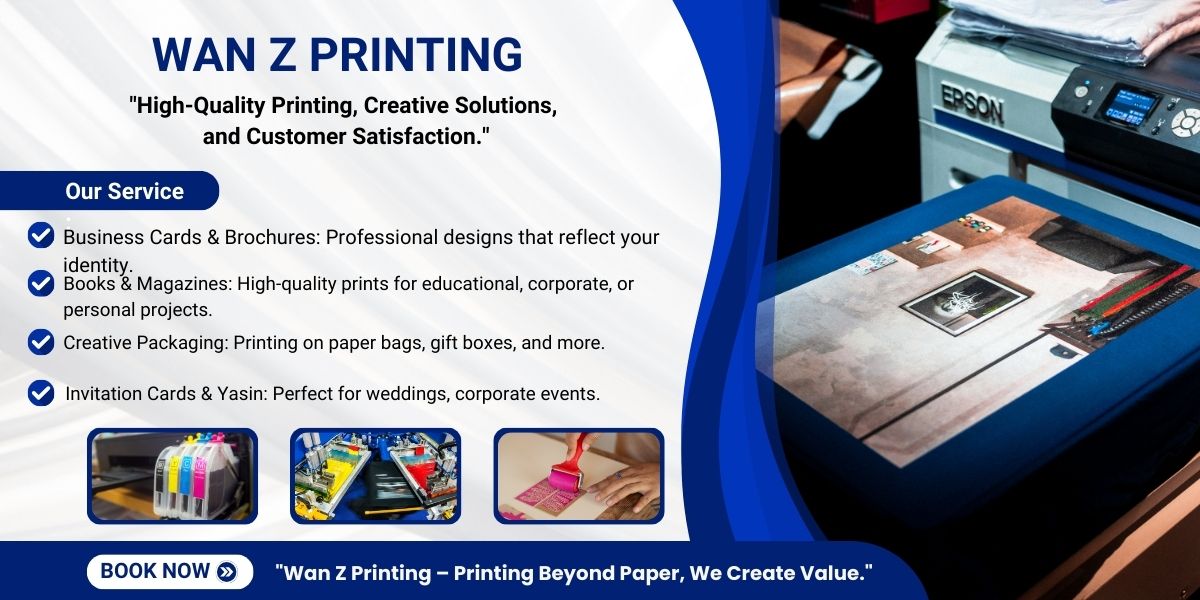 WAN Z PRINTING
"High-Quality Printing, Creative Solutions,
and Customer Satisfaction."
Our Service
Business Cards & Brochures: Professional designs that reflect your
identity.
Books & Magazines: High-quality prints for educational, corporate, or
personal projects.
Creative Packaging: Printing on paper bags, gift boxes, and more.
Invitation Cards & Yasin: Perfect for weddings, corporate events.
BOOK NOW
"Wan Z Printing – Printing Beyond Paper, We Create Value."
EPSON